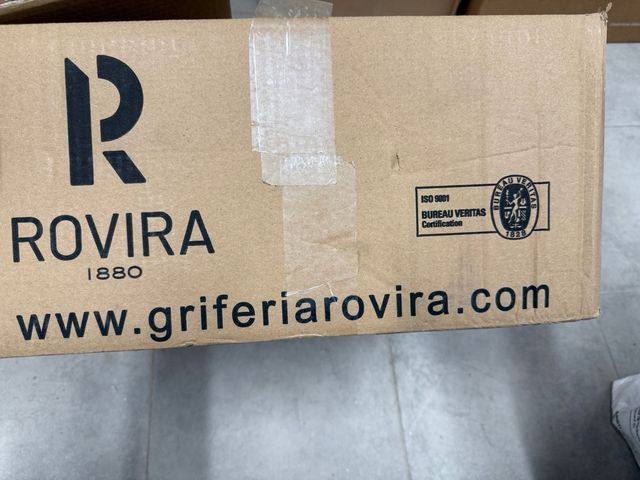 R
ROVIRA
1880
ISO 9001
BUREAU VERITAS
Certification
BUREAU VERITAS
1828
www.griferiarovira.com